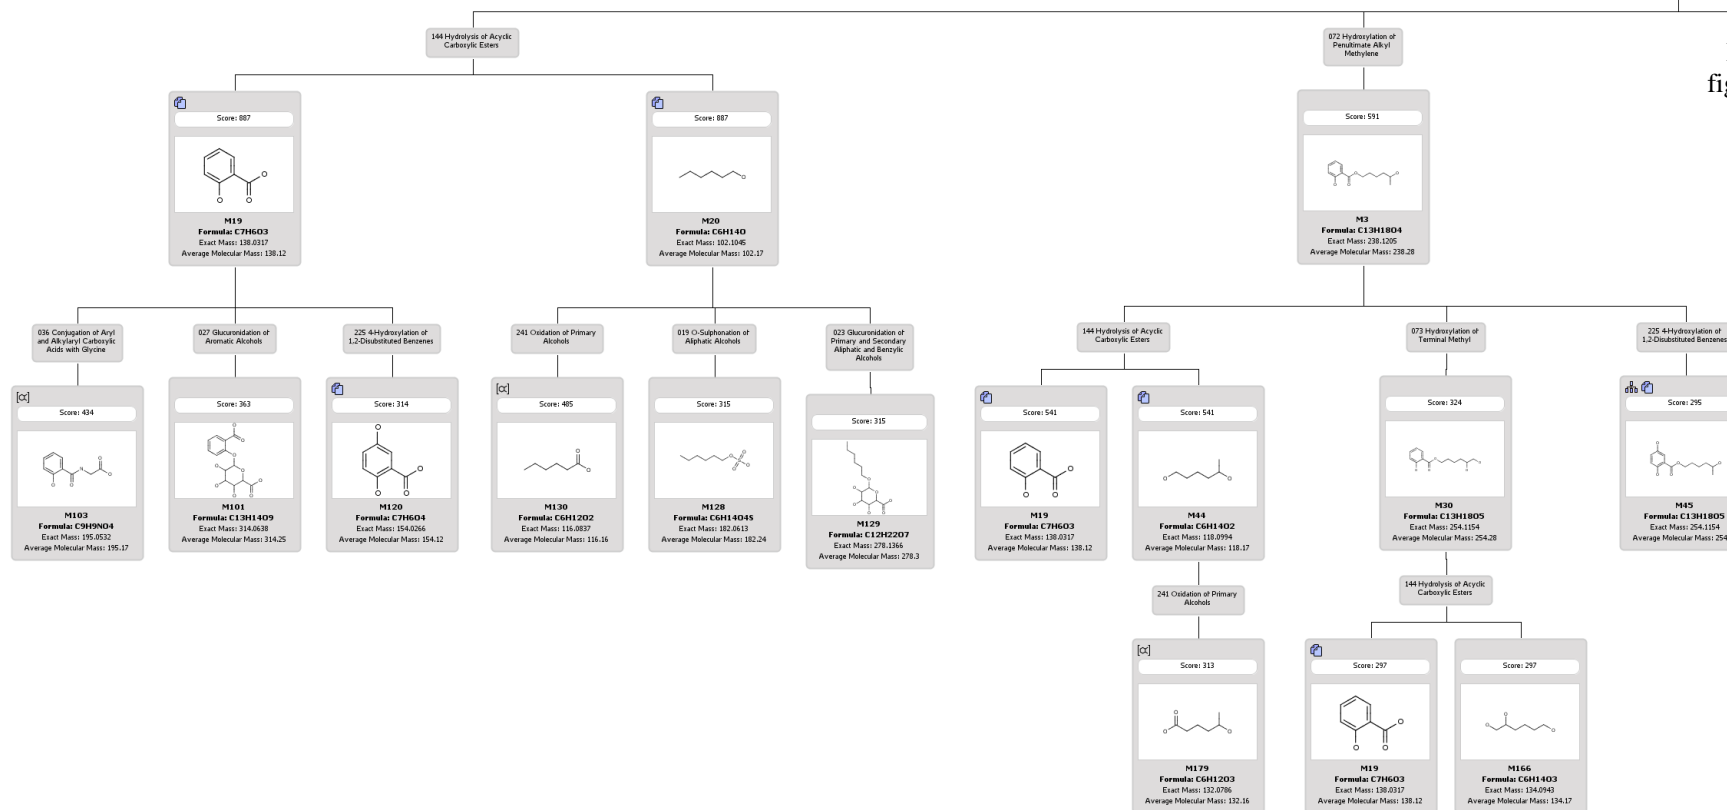 144 Hydrolysis of Acyclic
Carboxylic Esters
072 Hydroxylation of
Penultimate Alkyl
Methylene
fig
Score: 887
M19
Formula: C7H6O3
Exact Mass: 138.0317
Average Molecular Mass: 138.12
Score: 887
M20
Formula: C6H14O
Exact Mass: 102.1045
Average Molecular Mass: 102.17
Score: 591
M3
Formula: C13H18O4
Exact Mass: 238.1205
Average Molecular Mass: 238.28
036 Conjugation of Aryl
and Alkylaryl Carboxylic
Acids with Glycine
027 Glucuronidation of
Aromatic Alcohols
225 4-Hydroxylation of
1,2-Disubstituted Benzenes
241 Oxidation of Primary
Alcohols
019 O-Sulphonation of
Aliphatic Alcohols
023 Glucuronidation of
Primary and Secondary
Aliphatic and Benzylic
Alcohols
144 Hydrolysis of Acyclic
Carboxylic Esters
073 Hydroxylation of
Terminal Methyl
225 4-Hydroxylation of
1,2-Disubstituted Benzenes
Score: 434
M103
Formula: C9H9NO4
Exact Mass: 195.0532
Average Molecular Mass: 195.17
Score: 363
M101
Formula: C13H14O9
Exact Mass: 314.0638
Average Molecular Mass: 314.25
Score: 314
M120
Formula: C7H6O4
Exact Mass: 154.0266
Average Molecular Mass: 154.12
Score: 485
M130
Formula: C6H12O2
Exact Mass: 116.0837
Average Molecular Mass: 116.16
Score: 315
M128
Formula: C6H14O4S
Exact Mass: 182.0613
Average Molecular Mass: 182.24
Score: 315
M129
Formula: C12H22O7
Exact Mass: 278.1366
Average Molecular Mass: 278.3
Score: 541
M19
Formula: C7H6O3
Exact Mass: 138.0317
Average Molecular Mass: 138.12
Score: 541
M44
Formula: C6H14O2
Exact Mass: 118.0994
Average Molecular Mass: 118.17
Score: 324
M30
Formula: C13H18O5
Exact Mass: 254.1154
Average Molecular Mass: 254.28
Score: 295
M45
Formula: C13H18O5
Exact Mass: 254.1154
Average Molecular Mass: 254
241 Oxidation of Primary
Alcohols
144 Hydrolysis of Acyclic
Carboxylic Esters
Score: 313
M179
Formula: C6H12O3
Exact Mass: 132.0786
Average Molecular Mass: 132.16
Score: 297
M19
Formula: C7H6O3
Exact Mass: 138.0317
Average Molecular Mass: 138.12
Score: 297
M166
Formula: C6H14O3
Exact Mass: 134.0943
Average Molecular Mass: 134.17